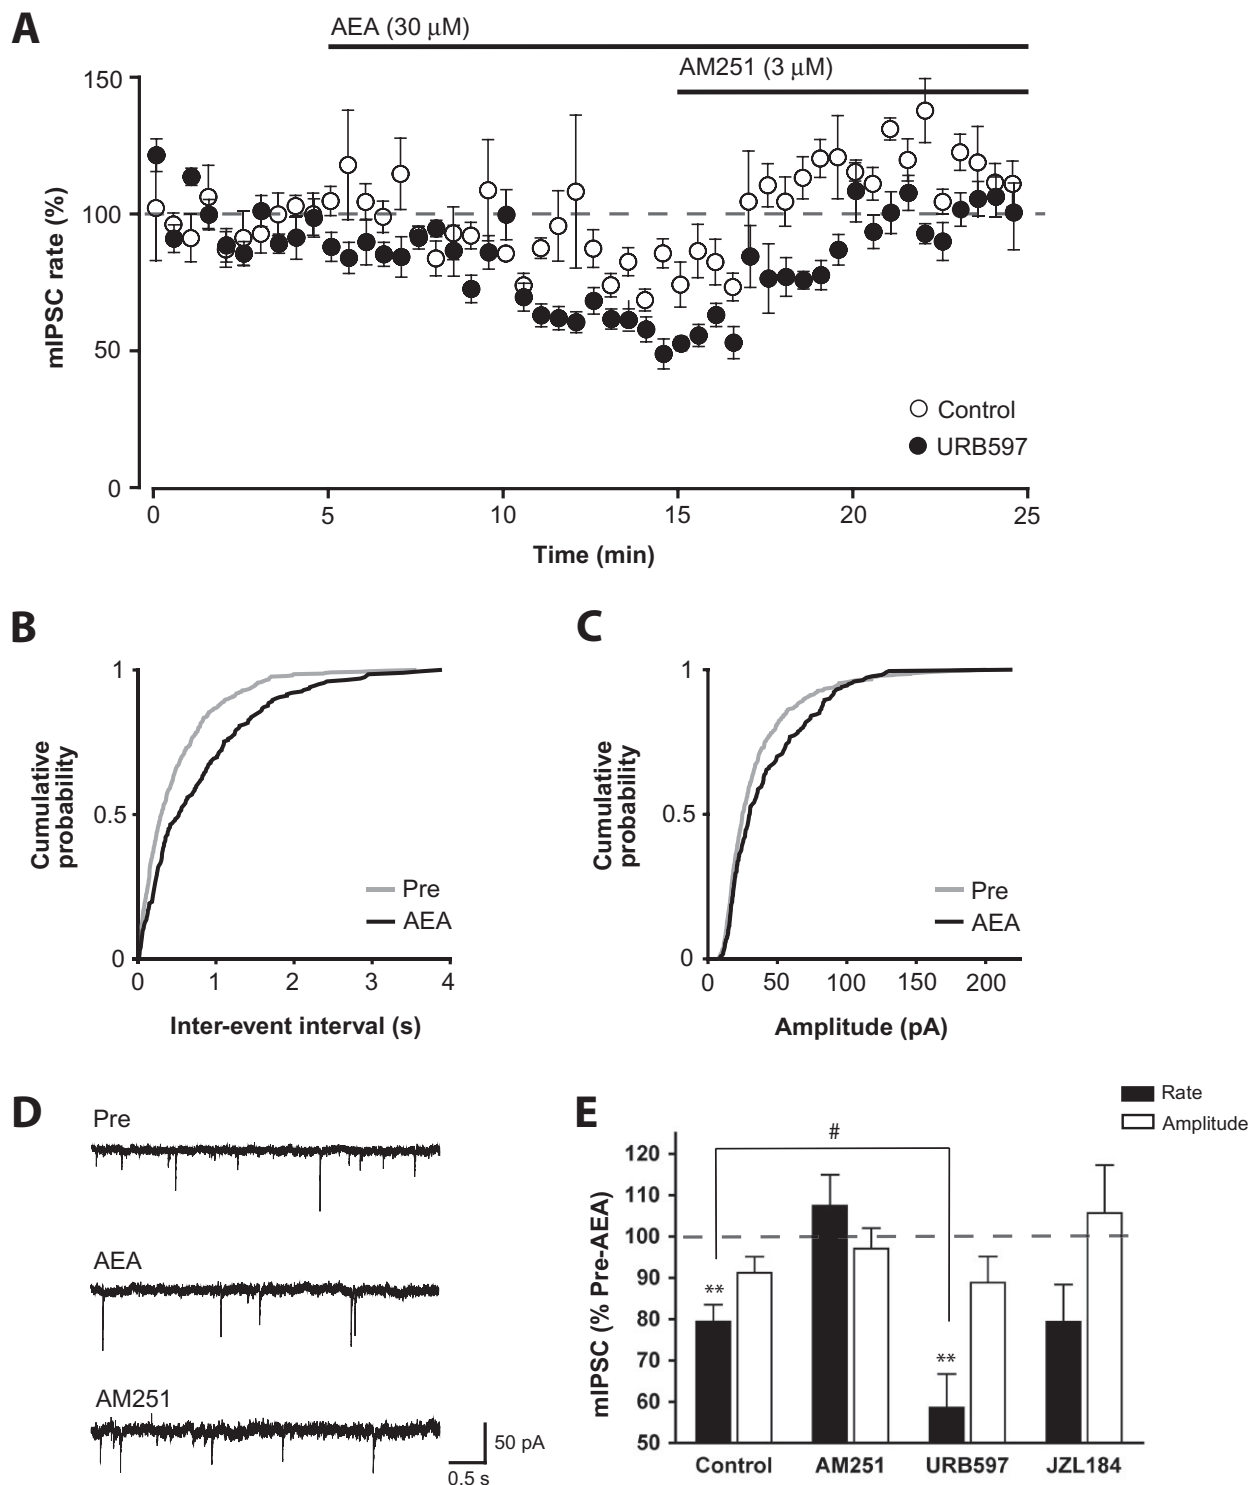 A
AEA (30 µM)
AM251 (3 µM)
150
100
50
0
mIPSC rate (%)
Control
URB597
0 5 10 15 20 25
Time (min)
B
1
0.5
0
Cumulative
probability
Pre
AEA
0 1 2 3 4
Inter-event interval (s)
C
1
0.5
0
Cumulative
probability
Pre
AEA
0 50 100 150 200
Amplitude (pA)
D
Pre
AEA
AM251
50 pA
0.5 s
E
Rate
Amplitude
mIPSC (% Pre-AEA)
120
110
100
90
80
70
60
50
#
**
**
Control AM251 URB597 JZL184